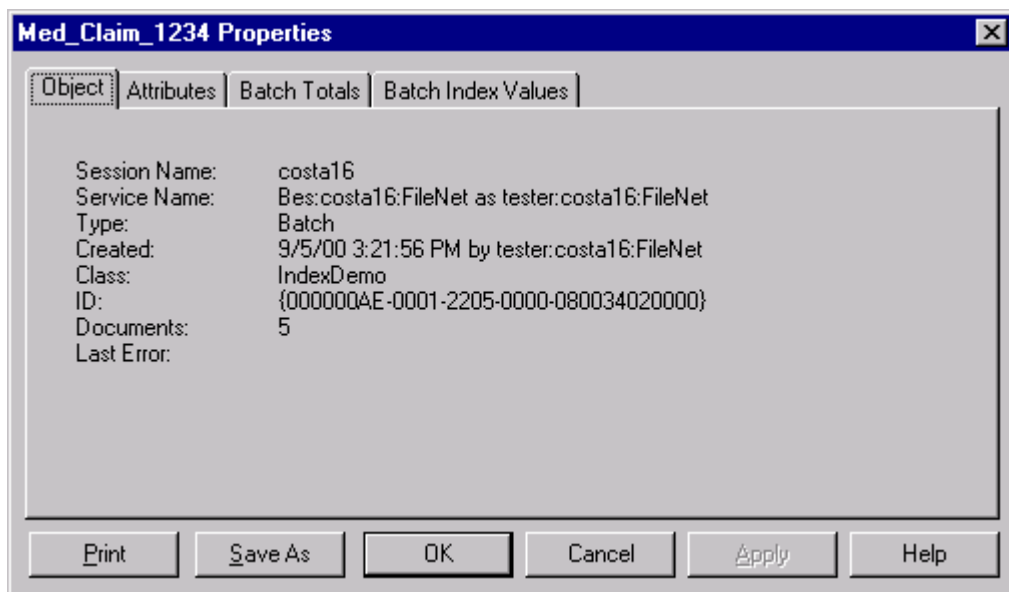 Med_Claim_1234 Properties
Object Attributes Batch Totals Batch Index Values
Session Name: costa16
Service Name: Bes:costa16:FileNet as tester:costa16:FileNet
Type: Batch
Created: 9/5/00 3:21:56 PM by tester:costa16:FileNet
Class: IndexDemo
ID: {000000AE-0001-2205-0000-080034020000}
Documents: 5
Last Error:
Print Save As OK Cancel Apply Help